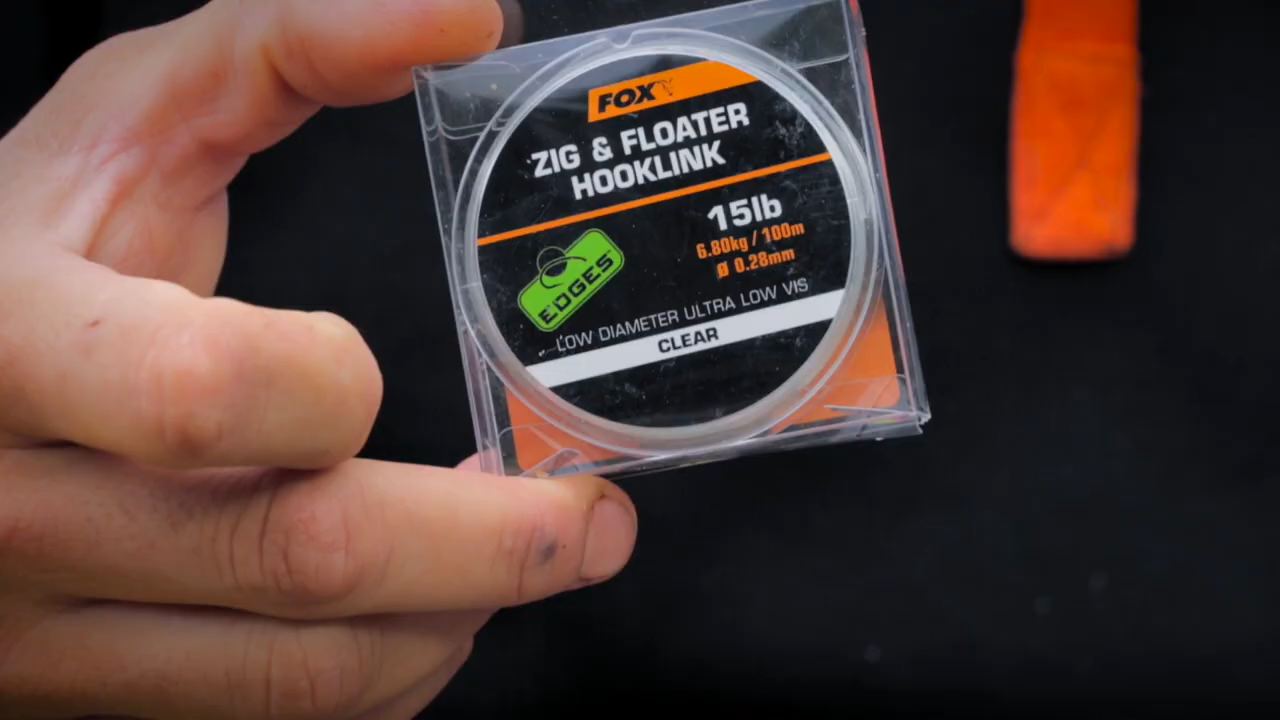 FOX
ZIG & FLOATER
HOOKLINK
15lb
6.80kg / 100m
Ø 0.28mm
EDGES
LOW DIAMETER ULTRA LOW VIS
CLEAR